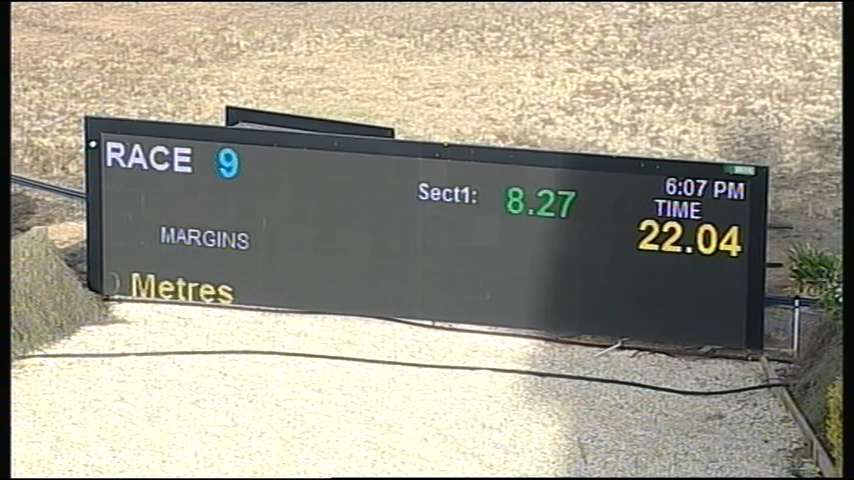 RACE 9
Sect1: 8.27
6:07 PM
TIME
22.04
MARGINS
Metres